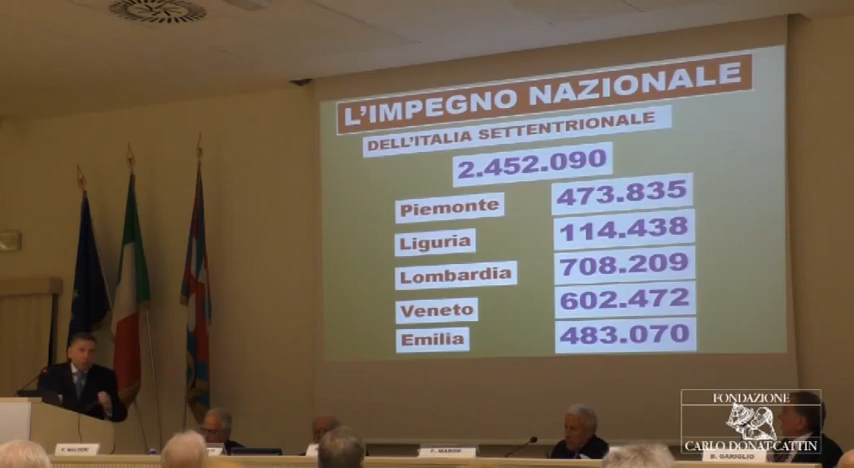 L'IMPEGNO NAZIONALE
DELL'ITALIA SETTENTRIONALE
2.452.090
Piemonte 473.835
Liguria 114.438
Lombardia 708.209
Veneto 602.472
Emilia 483.070
FONDAZIONE
CARLO DONAT-CATTIN
B. GARIGLIO